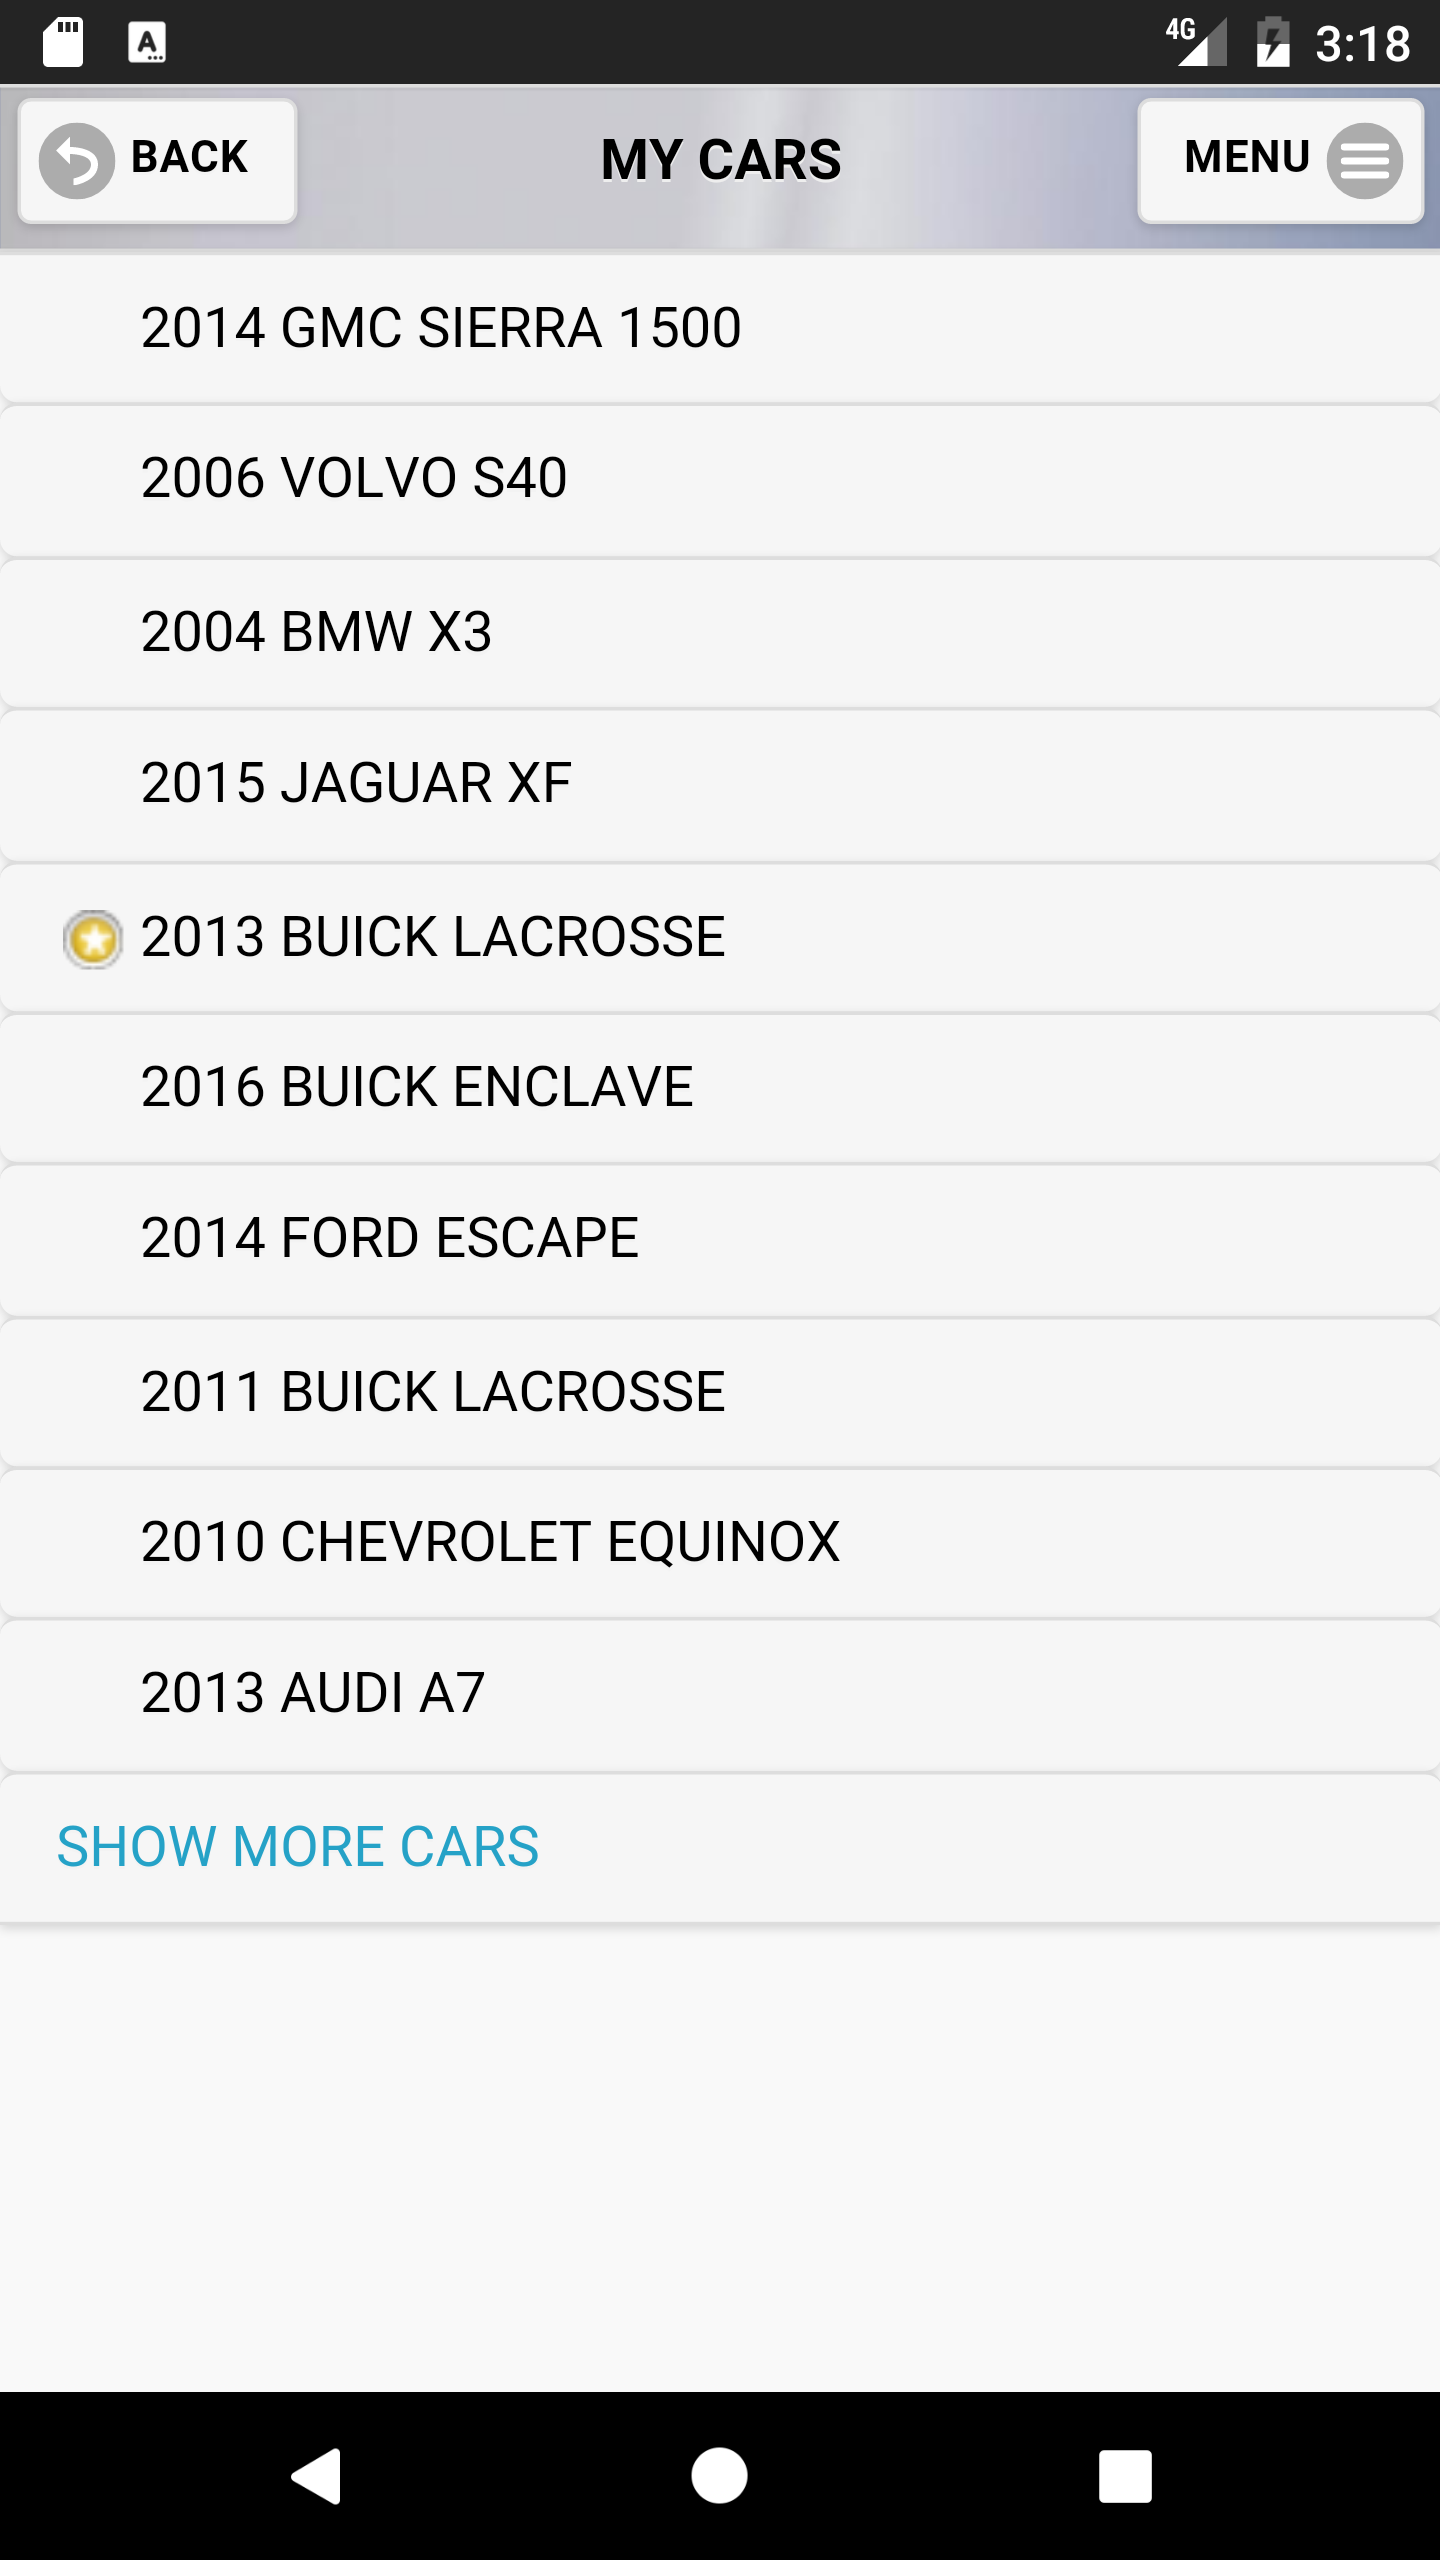 4G 3:18
BACK
MY CARS
MENU
2014 GMC SIERRA 1500
2006 VOLVO S40
2004 BMW X3
2015 JAGUAR XF
2013 BUICK LACROSSE
2016 BUICK ENCLAVE
2014 FORD ESCAPE
2011 BUICK LACROSSE
2010 CHEVROLET EQUINOX
2013 AUDI A7
SHOW MORE CARS